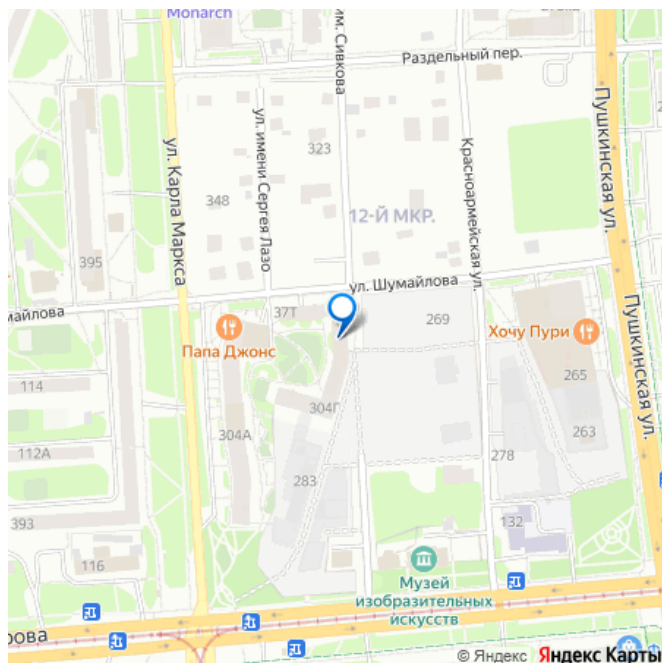 Monarch
им. Сивкова
Раздельный пер.
Пушкинская ул.
ул. Карла Маркса
ул. имени Сергея Лазо
323
Красноармейская ул.
348
12-Й МКР.
395
ул. Шумайлова
майлова
37Т
269
Хочу Пури
Пушкинская ул.
Папа Джонс
114
265
304Г
304А
263
112А
278
283
393
132
116
Музей
изобразительных
искусств
рова
© Яндекс Яндекс Карты